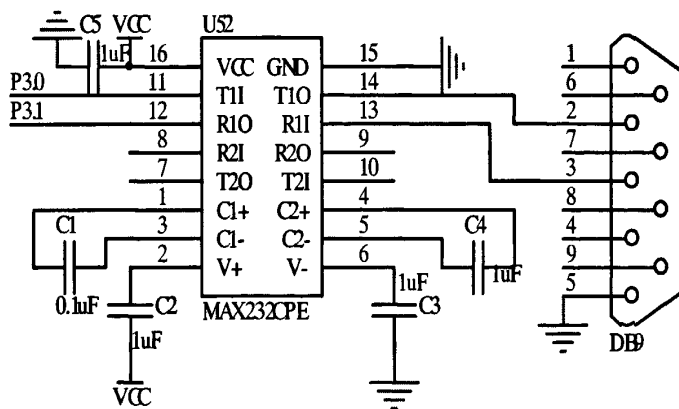 C5 VCC U52
1uF 16 VCC GND 15 1
P3.0 11 T1I T1O 14 6
P3.1 12 R1O R1I 13 2
8 R2I R2O 9 7
7 T2O T2I 10 3
1 C1+ C2+ 4 8
C1 3 C1- C2- 5 C4 4
2 V+ V- 6 9
0.1uF C2 1uF C3 1uF 5
1uF MAX232CPE
VCC DB9